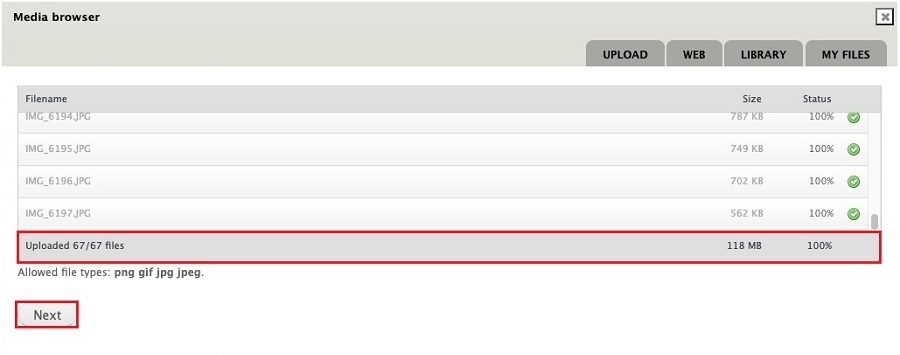 Media browser
UPLOAD WEB LIBRARY MY FILES
Filename Size Status
IMG_6194.JPG 787 KB 100%
IMG_6195.JPG 749 KB 100%
IMG_6196.JPG 702 KB 100%
IMG_6197.JPG 562 KB 100%
Uploaded 67/67 files 118 MB 100%
Allowed file types: png gif jpg jpeg.
Next